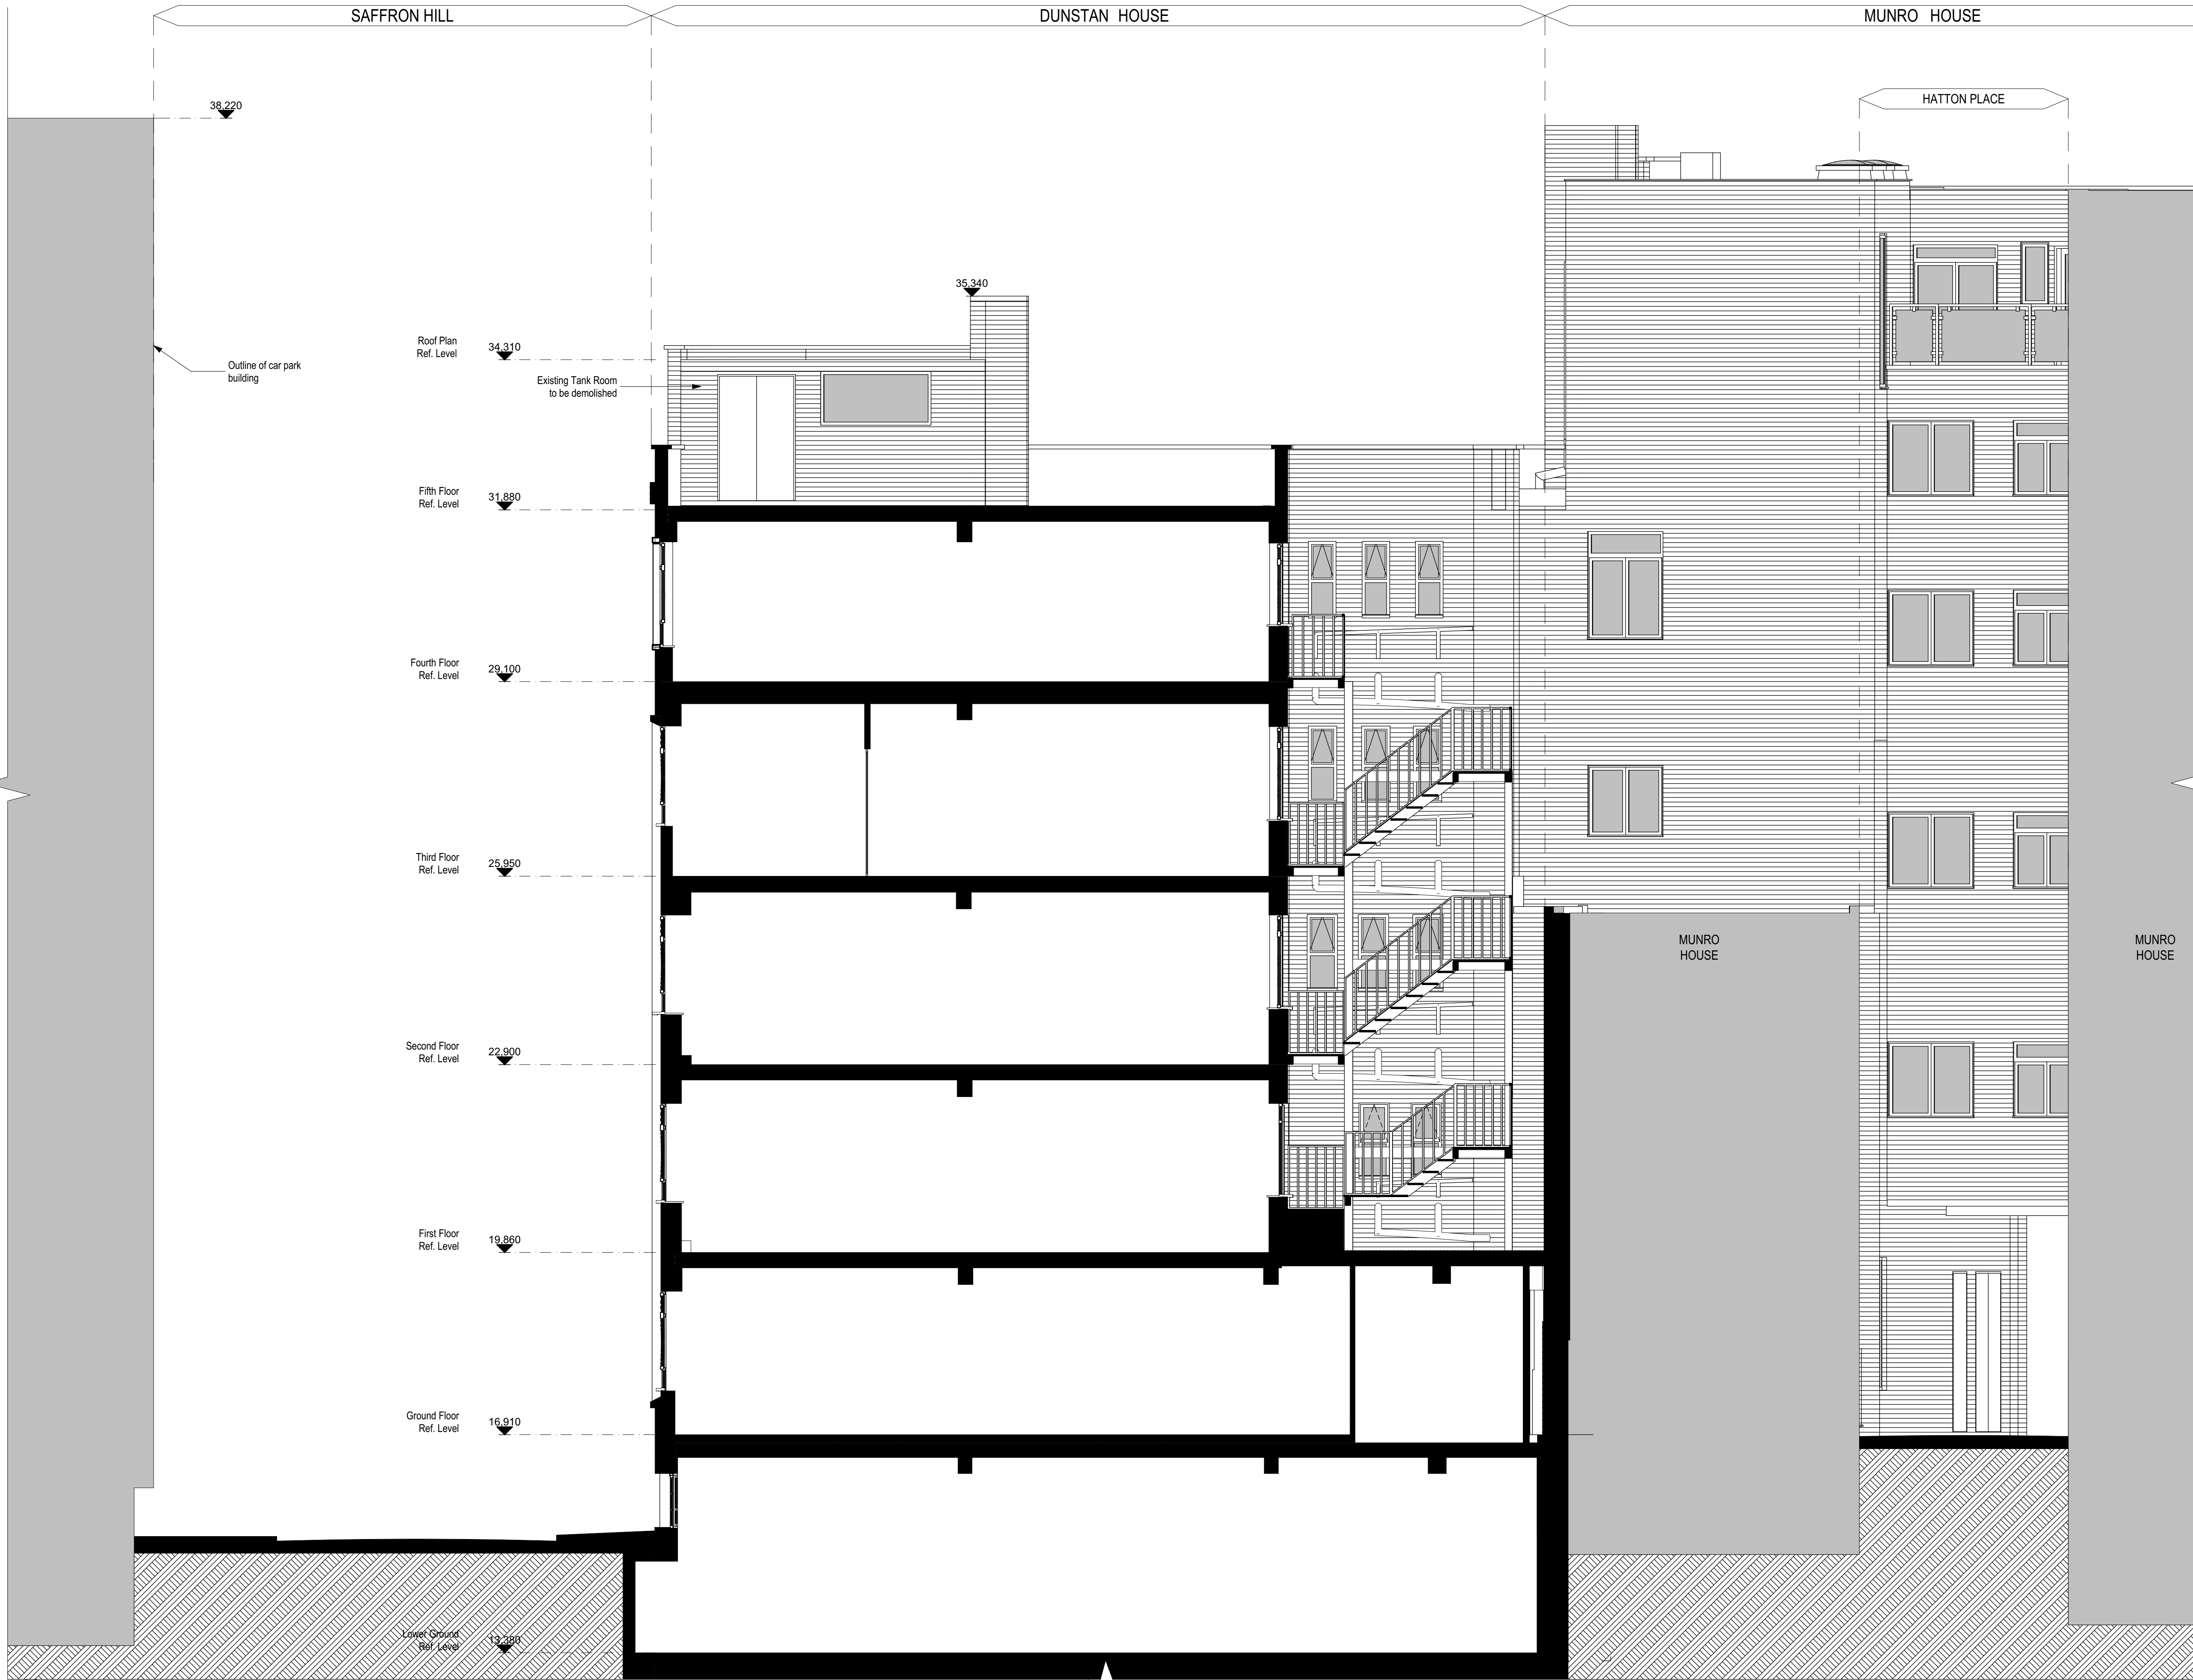 SAFFRON HILL
DUNSTAN HOUSE
MUNRO HOUSE
HATTON PLACE
38,220
35,340
Roof Plan
Ref. Level
34,310
Outline of car park
building
Existing Tank Room
to be demolished
Fifth Floor
Ref. Level
31,880
Fourth Floor
Ref. Level
29,100
Third Floor
Ref. Level
25,950
MUNRO
HOUSE
MUNRO
HOUSE
Second Floor
Ref. Level
22,900
First Floor
Ref. Level
19,860
Ground Floor
Ref. Level
16,910
Lower Ground
Ref. Level
13,380